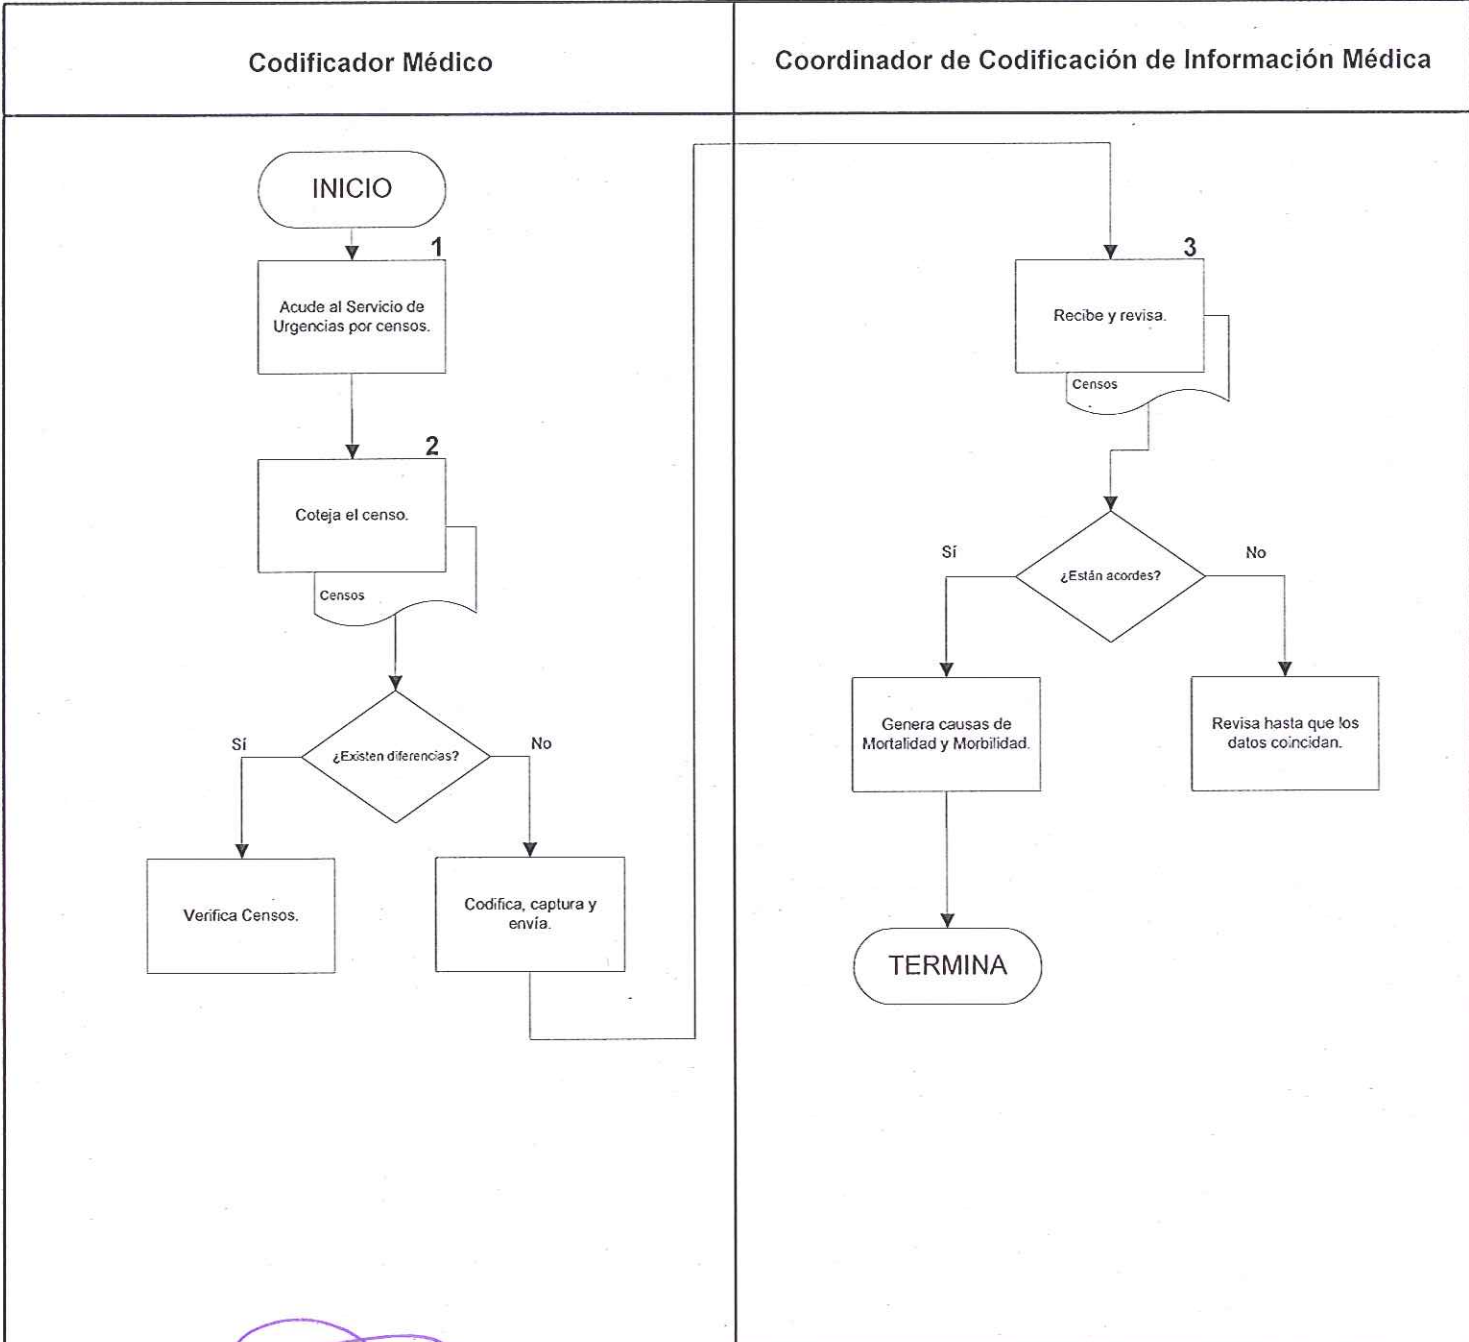 Codificador Médico
Coordinador de Codificación de Información Médica
INICIO
1
Acude al Servicio de
Urgencias por censos.
2
Coteja el censo.
Censos
¿Existen diferencias?
Sí
No
Verifica Censos.
Codifica, captura y
envía.
3
Recibe y revisa.
Censos
¿Están acordes?
Sí
No
Genera causas de
Mortalidad y Morbilidad.
Revisa hasta que los
datos coincidan.
TERMINA